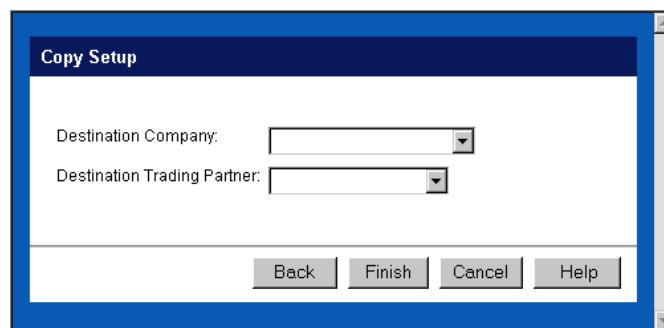 Copy Setup
Destination Company:
Destination Trading Partner:
Back Finish Cancel Help